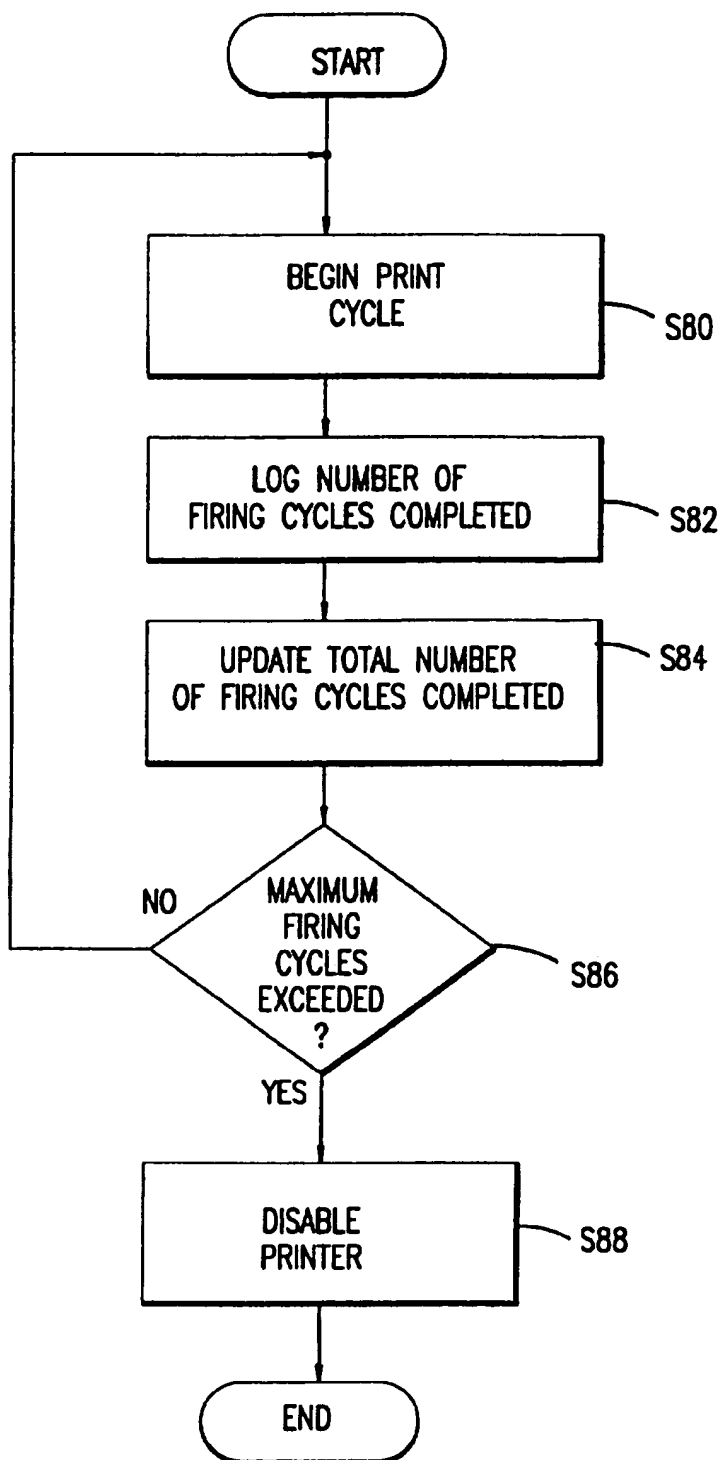 START
BEGIN PRINT
CYCLE
S80
LOG NUMBER OF
FIRING CYCLES COMPLETED
S82
UPDATE TOTAL NUMBER
OF FIRING CYCLES COMPLETED
S84
NO
MAXIMUM
FIRING
CYCLES
EXCEEDED
?
S86
YES
DISABLE
PRINTER
S88
END